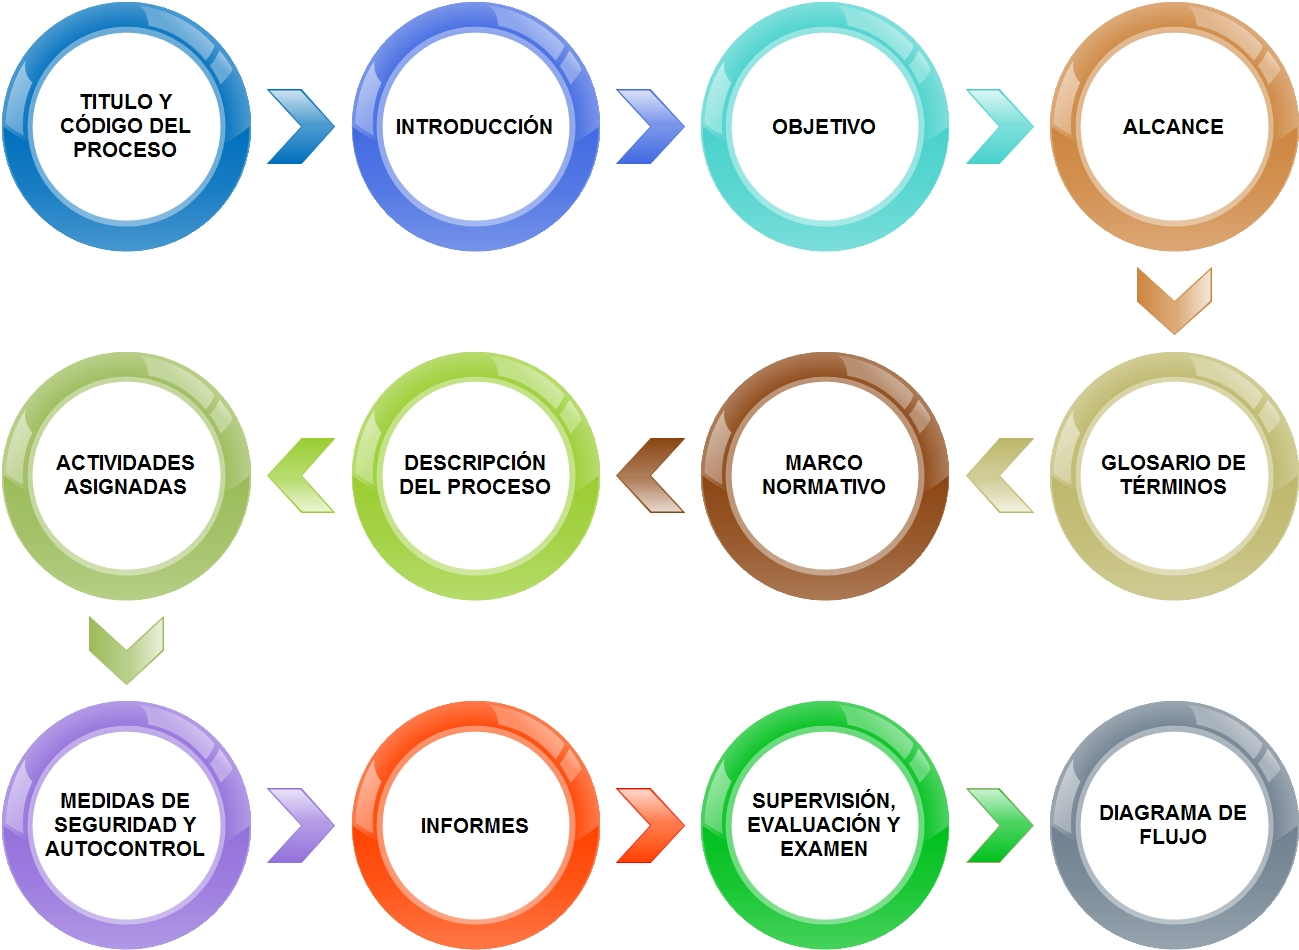 TITULO Y
CÓDIGO DEL
PROCESO
INTRODUCCIÓN
OBJETIVO
ALCANCE
GLOSARIO DE
TÉRMINOS
MARCO
NORMATIVO
DESCRIPCIÓN
DEL PROCESO
ACTIVIDADES
ASIGNADAS
MEDIDAS DE
SEGURIDAD Y
AUTOCONTROL
INFORMES
SUPERVISIÓN,
EVALUACIÓN Y
EXAMEN
DIAGRAMA DE
FLUJO